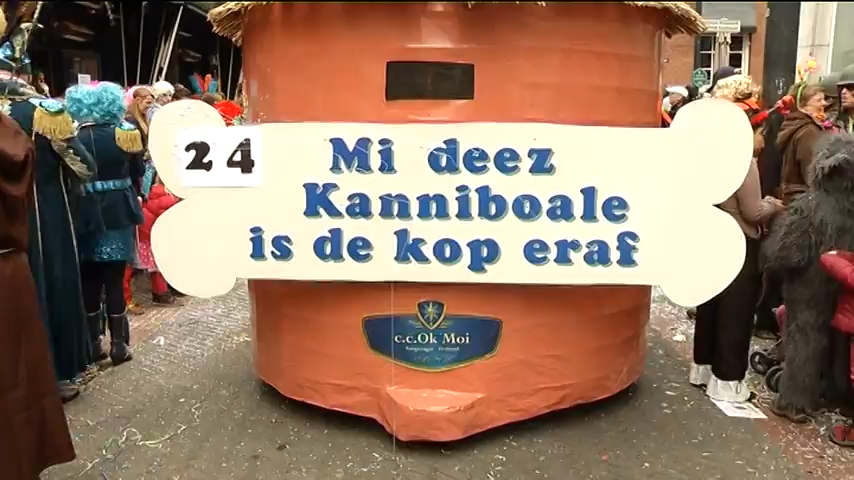 24
Mi deez
Kanniboale
is de kop eraf
c.c.Ok Moi